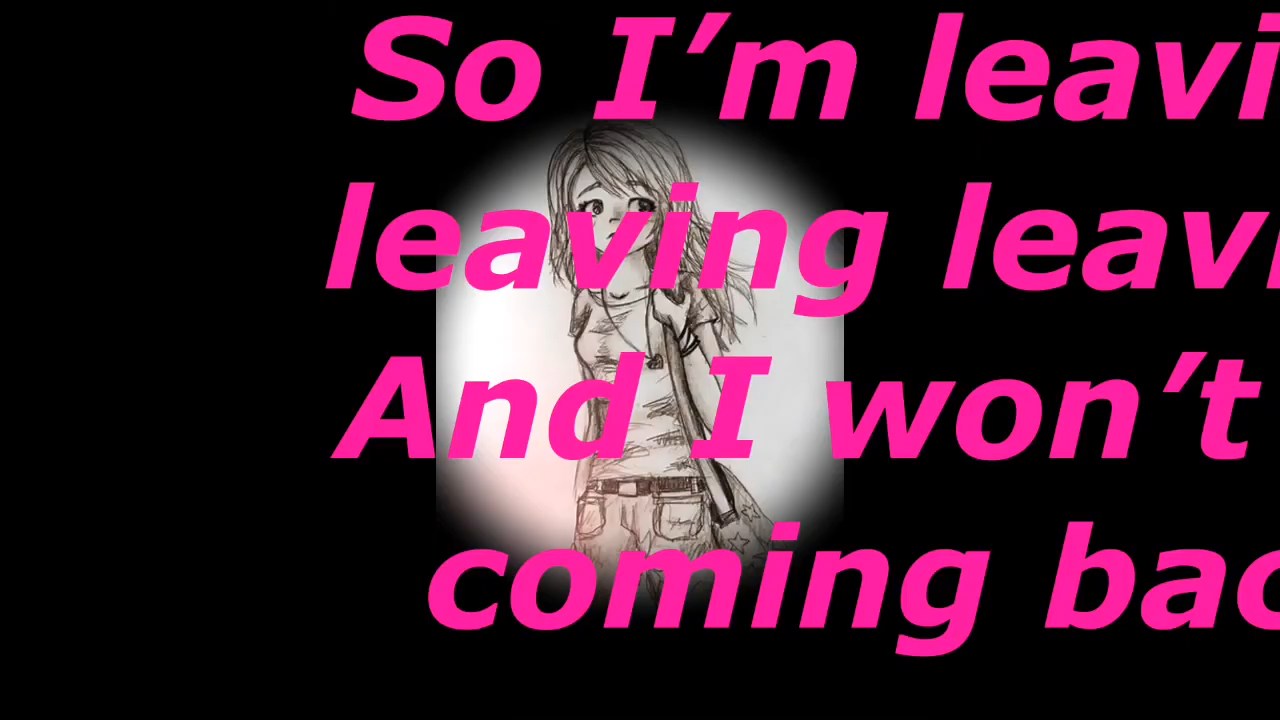 So I’m leavi
leaving leavi
And I won’t
coming bac